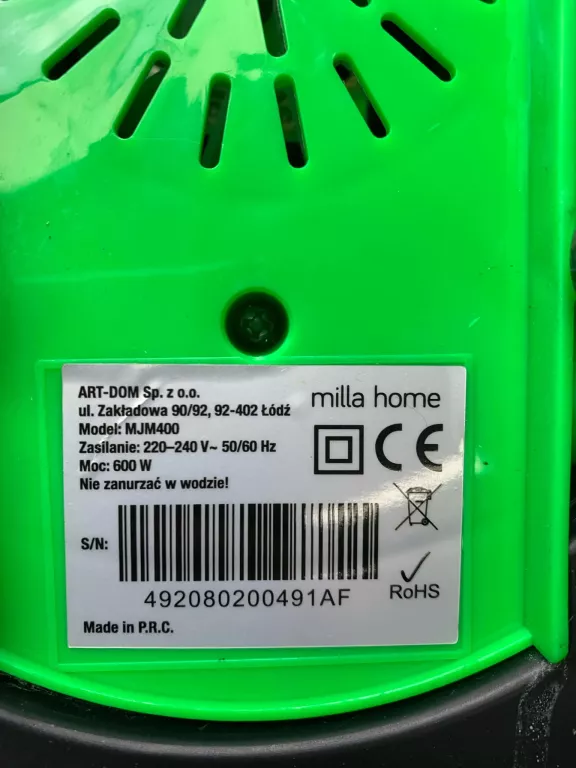 ART-DOM Sp. z o.o.
ul. Zakładowa 90/92, 92-402 Łódź
Model: MJM400
Zasilanie: 220–240 V~ 50/60 Hz
Moc: 600 W
Nie zanurzać w wodzie!
milla home
CE
S/N:
492080200491AF
RoHS
Made in P.R.C.